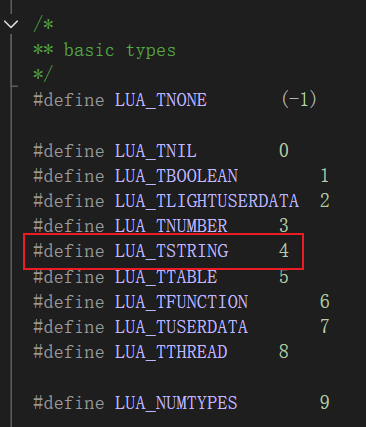 /*
** basic types
*/
#define LUA_TNONE (-1)
#define LUA_TNIL 0
#define LUA_TBOOLEAN 1
#define LUA_TLIGHTUSERDATA 2
#define LUA_TNUMBER 3
#define LUA_TSTRING 4
#define LUA_TTABLE 5
#define LUA_TFUNCTION 6
#define LUA_TUSERDATA 7
#define LUA_TTHREAD 8
#define LUA_NUMTYPES 9